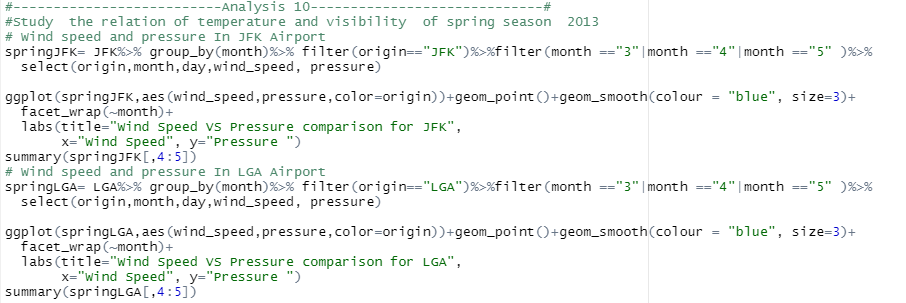 #--------------------------Analysis 10-----------------------------#
#Study  the relation of temperature and visibility  of spring season  2013
# Wind speed and pressure In JFK Airport
springJFK= JFK%>% group_by(month)%>% filter(origin=="JFK")%>%filter(month =="3"|month =="4"|month =="5" )%>%
  select(origin,month,day,wind_speed, pressure)

ggplot(springJFK,aes(wind_speed,pressure,color=origin))+geom_point()+geom_smooth(colour = "blue", size=3)+
  facet_wrap(~month)+
  labs(title="Wind Speed VS Pressure comparison for JFK",
       x="Wind Speed", y="Pressure ")
summary(springJFK[,4:5])
# Wind speed and pressure In LGA Airport
springLGA= LGA%>% group_by(month)%>% filter(origin=="LGA")%>%filter(month =="3"|month =="4"|month =="5" )%>%
  select(origin,month,day,wind_speed, pressure)

ggplot(springLGA,aes(wind_speed,pressure,color=origin))+geom_point()+geom_smooth(colour = "blue", size=3)+
  facet_wrap(~month)+
  labs(title="Wind Speed VS Pressure comparison for LGA",
       x="Wind Speed", y="Pressure ")
summary(springLGA[,4:5])